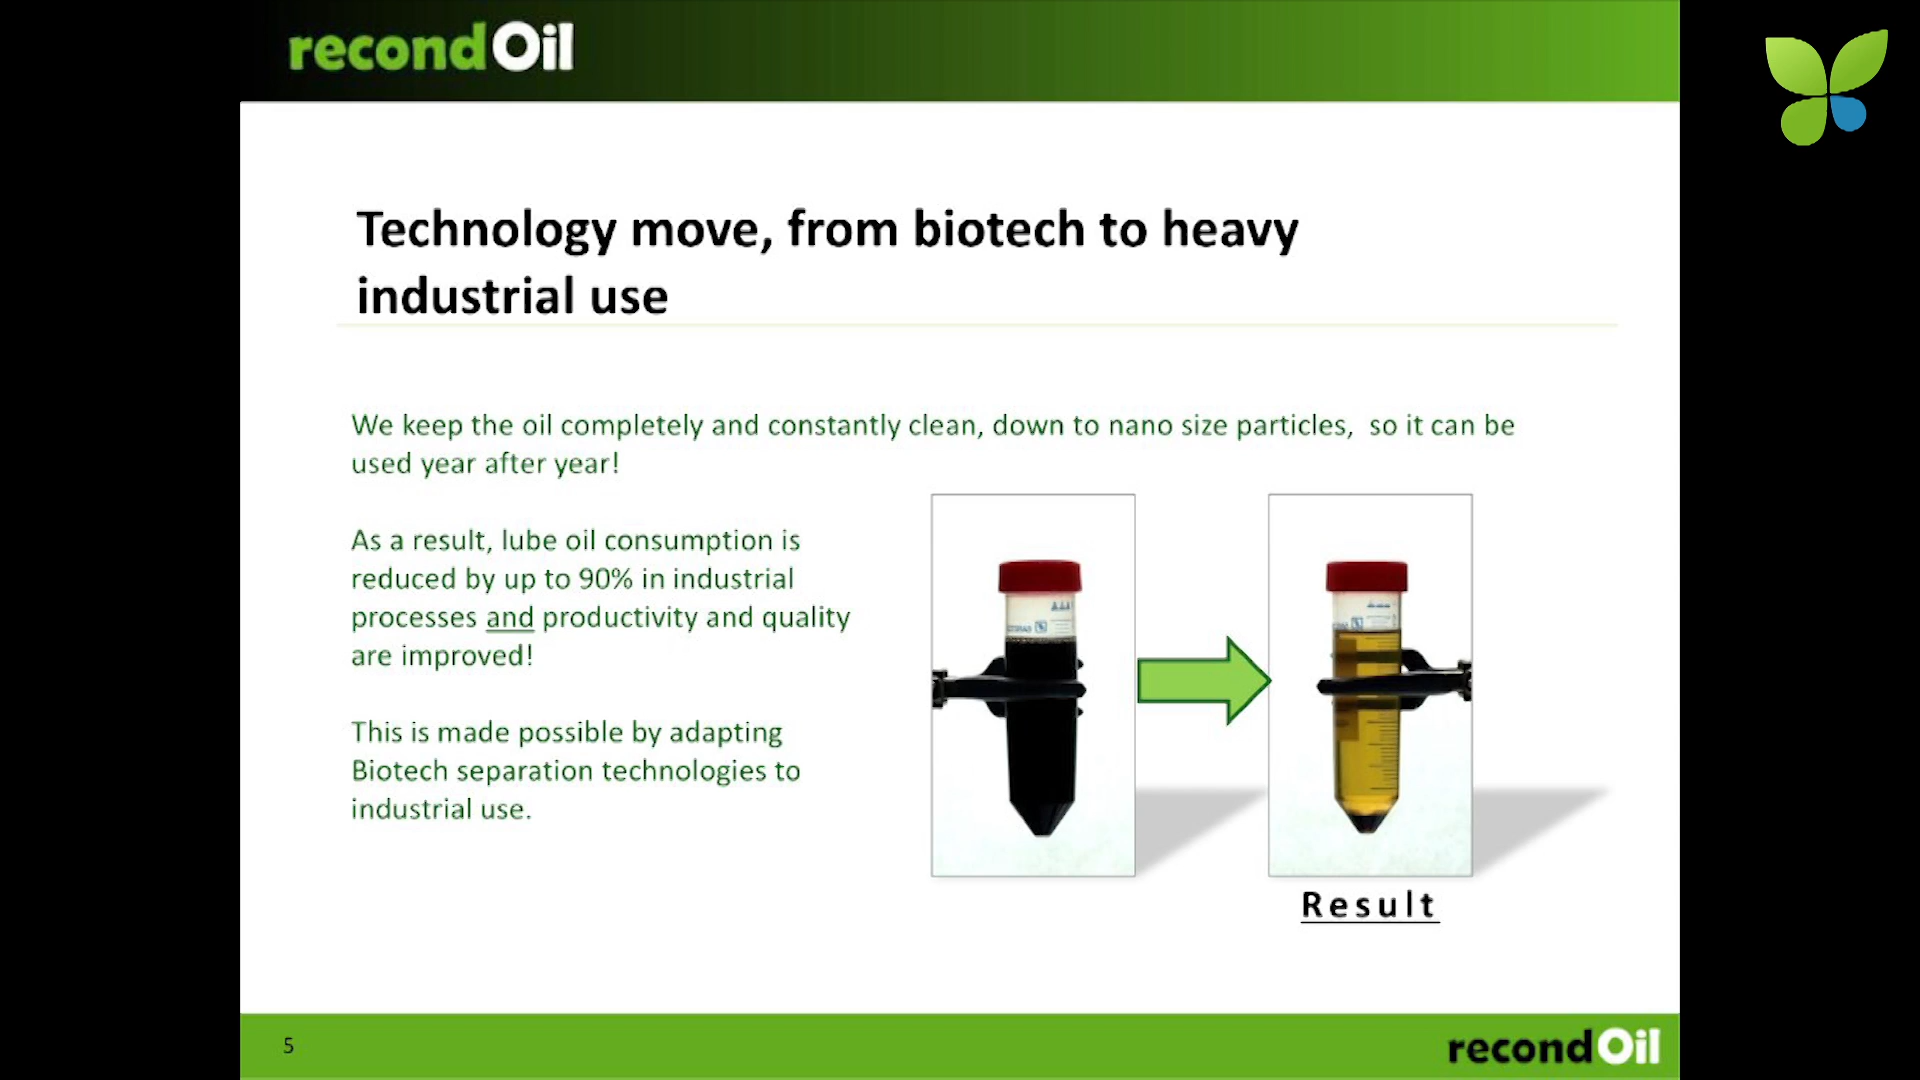 recondOil
Technology move, from biotech to heavy
industrial use
We keep the oil completely and constantly clean, down to nano size particles,  so it can be
used year after year!
As a result, lube oil consumption is
reduced by up to 90% in industrial
processes and productivity and quality
are improved!
This is made possible by adapting
Biotech separation technologies to
industrial use.
Result
5
recondOil